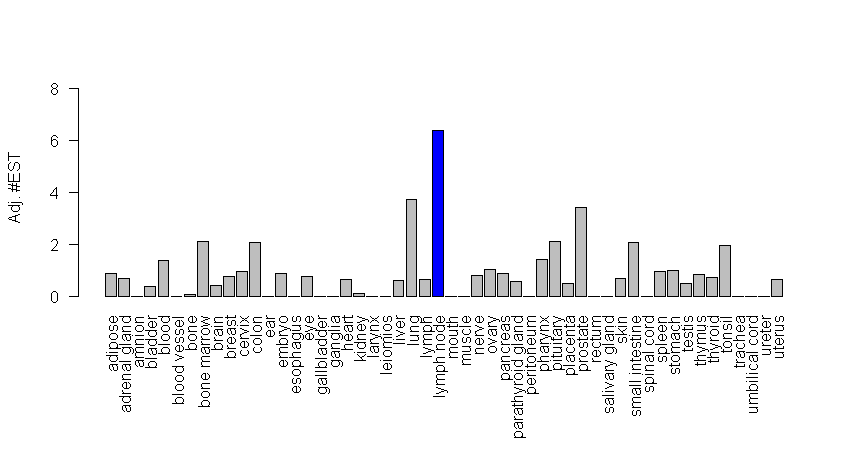 Adj. #EST
8
6
4
2
0
adipose
adrenal gland
amnion
bladder
blood
blood vessel
bone
bone marrow
brain
breast
cervix
colon
ear
embryo
esophagus
eye
gallbladder
ganglia
heart
kidney
larynx
leiomios
liver
lung
lymph
lymph node
mouth
muscle
nerve
ovary
pancreas
parathyroid gland
peritoneum
pharynx
pituitary
placenta
prostate
rectum
salivary gland
skin
small intestine
spinal cord
spleen
stomach
testis
thymus
thyroid
tonsil
trachea
umbilical cord
ureter
uterus